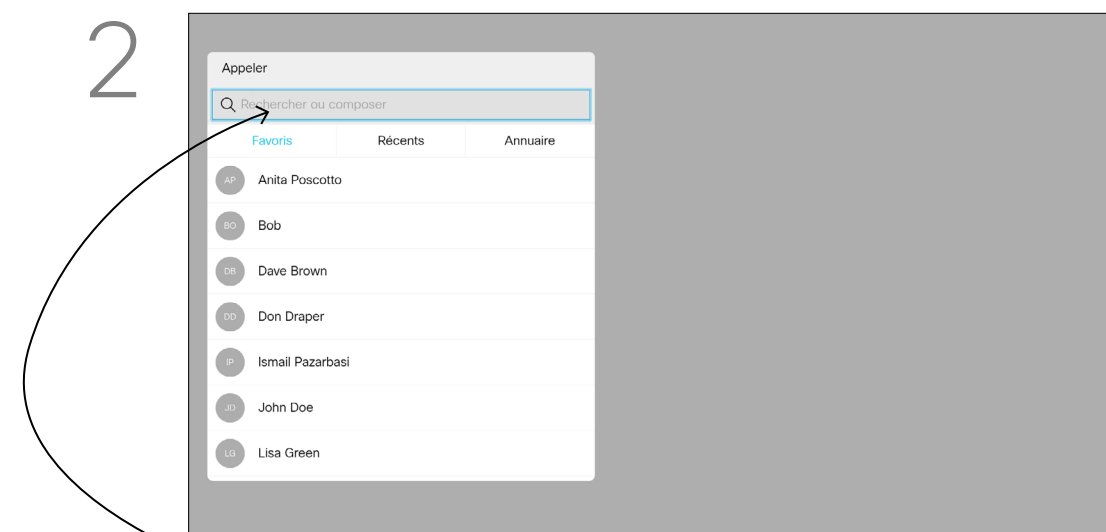 2
Appeler
Rechercher ou composer
Favoris Récents Annuaire
AP Anita Poscotto
BO Bob
DB Dave Brown
DD Don Draper
IP Ismail Pazarbasi
JD John Doe
LG Lisa Green